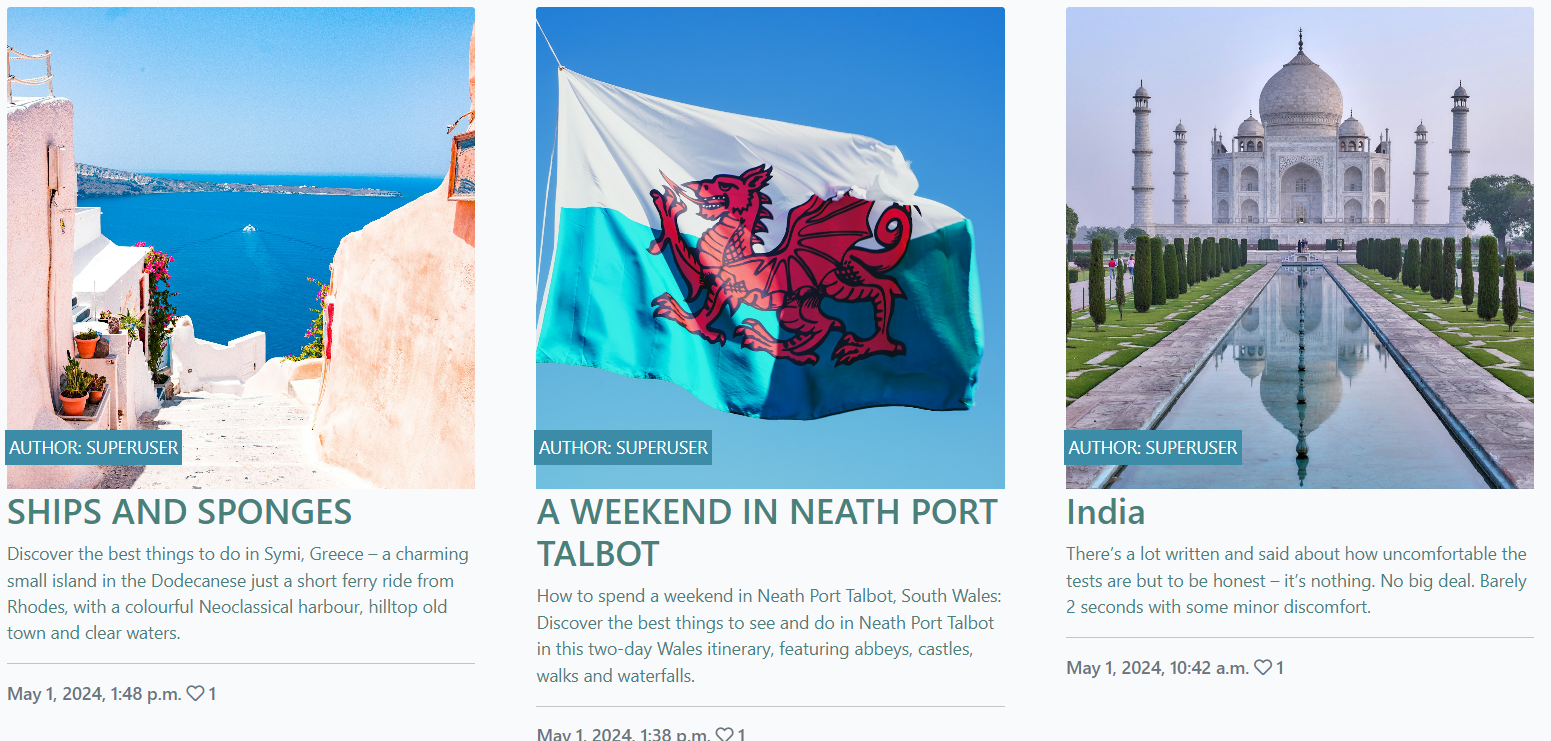 AUTHOR: SUPERUSER
SHIPS AND SPONGES
Discover the best things to do in Symi, Greece – a charming
small island in the Dodecanese just a short ferry ride from
Rhodes, with a colourful Neoclassical harbour, hilltop old
town and clear waters.
May 1, 2024, 1:48 p.m. 1
AUTHOR: SUPERUSER
A WEEKEND IN NEATH PORT
TALBOT
How to spend a weekend in Neath Port Talbot, South Wales:
Discover the best things to see and do in Neath Port Talbot
in this two-day Wales itinerary, featuring abbeys, castles,
walks and waterfalls.
May 1, 2024, 1:38 p.m. 1
AUTHOR: SUPERUSER
India
There’s a lot written and said about how uncomfortable the
tests are but to be honest – it’s nothing. No big deal. Barely
2 seconds with some minor discomfort.
May 1, 2024, 10:42 a.m. 1